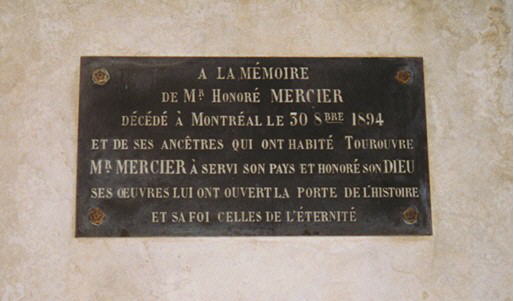 A LA MÉMOIRE
DE MR HONORÉ MERCIER
DÉCÉDÉ À MONTRÉAL LE 30 8BRE 1894
ET DE SES ANCÊTRES QUI ONT HABITÉ TOUROUVRE
MR MERCIER À SERVI SON PAYS ET HONORÉ SON DIEU
SES ŒUVRES LUI ONT OUVERT LA PORTE DE L'HISTOIRE
ET SA FOI CELLES DE L'ÉTERNITÉ